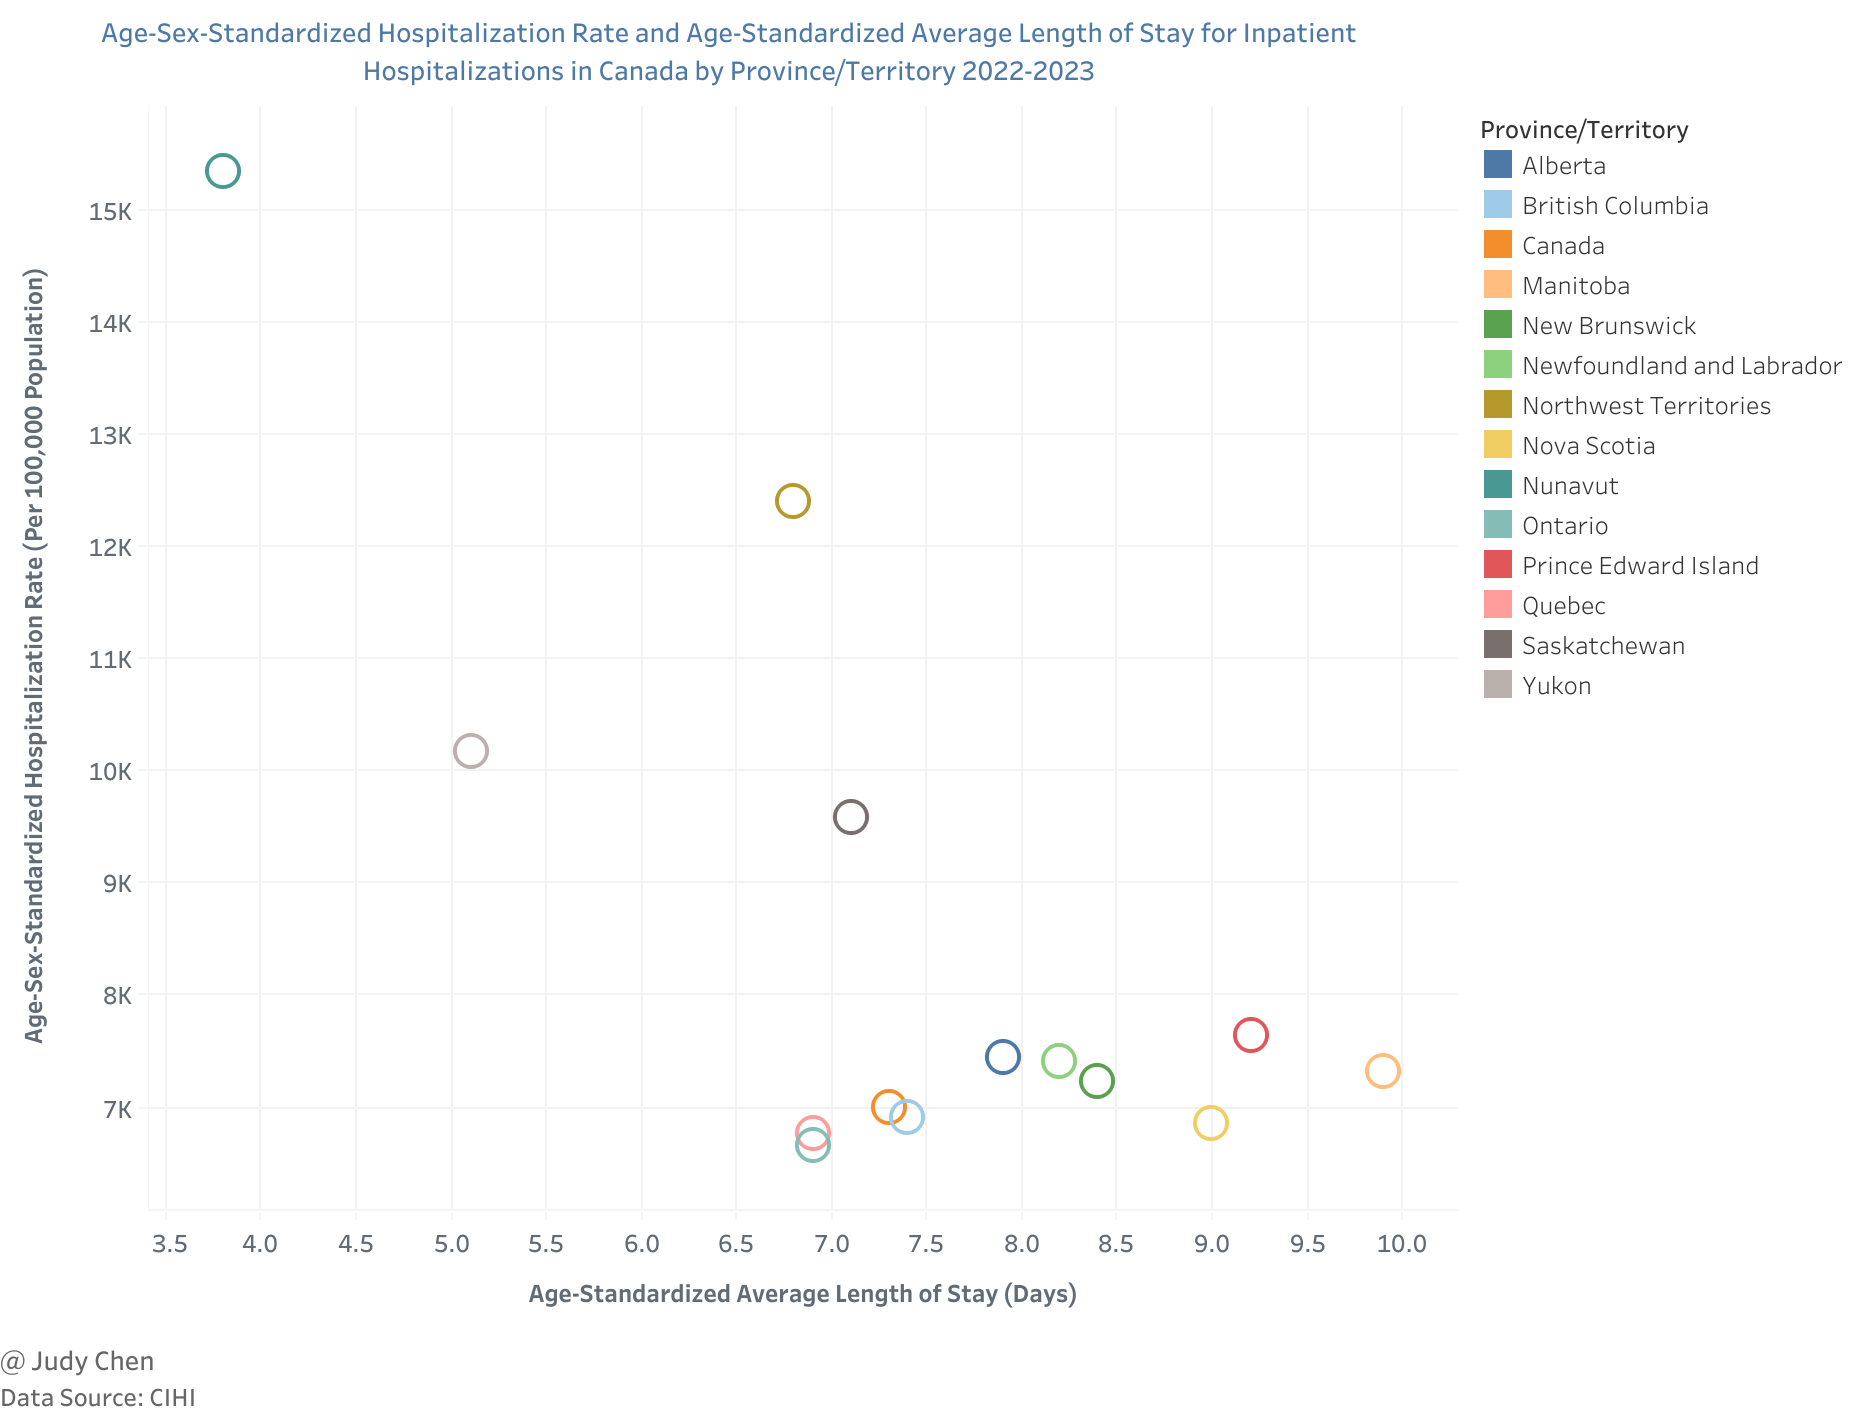 Age-Sex-Standardized Hospitalization Rate and Age-Standardized Average Length of Stay for Inpatient
Hospitalizations in Canada by Province/Territory 2022-2023
Age-Sex-Standardized Hospitalization Rate (Per 100,000 Population)
15K
14K
13K
12K
11K
10K
9K
8K
7K
3.5 4.0 4.5 5.0 5.5 6.0 6.5 7.0 7.5 8.0 8.5 9.0 9.5 10.0
Age-Standardized Average Length of Stay (Days)
Province/Territory
Alberta
British Columbia
Canada
Manitoba
New Brunswick
Newfoundland and Labrador
Northwest Territories
Nova Scotia
Nunavut
Ontario
Prince Edward Island
Quebec
Saskatchewan
Yukon
@ Judy Chen
Data Source: CIHI